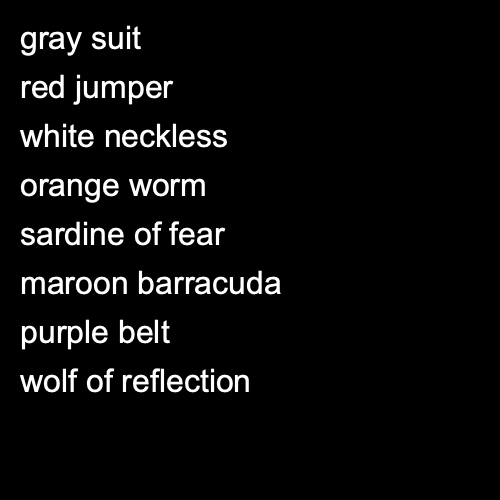 gray suit
red jumper
white neckless
orange worm
sardine of fear
maroon barracuda
purple belt
wolf of reflection